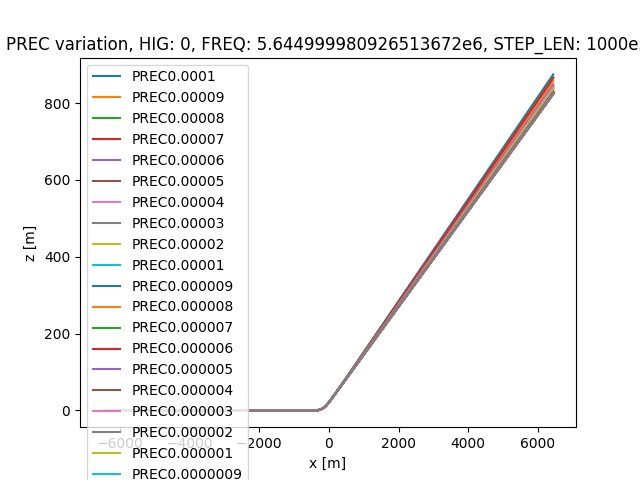 PREC variation, HIG: 0, FREQ: 5.644999980926513672e6, STEP_LEN: 1000e
PREC0.0001
PREC0.00009
PREC0.00008
PREC0.00007
PREC0.00006
PREC0.00005
PREC0.00004
PREC0.00003
PREC0.00002
PREC0.00001
PREC0.000009
PREC0.000008
PREC0.000007
PREC0.000006
PREC0.000005
PREC0.000004
PREC0.000003
PREC0.000002
PREC0.000001
PREC0.0000009
800
600
400
200
0
z [m]
−6000 −4000 −2000 0 2000 4000 6000
x [m]